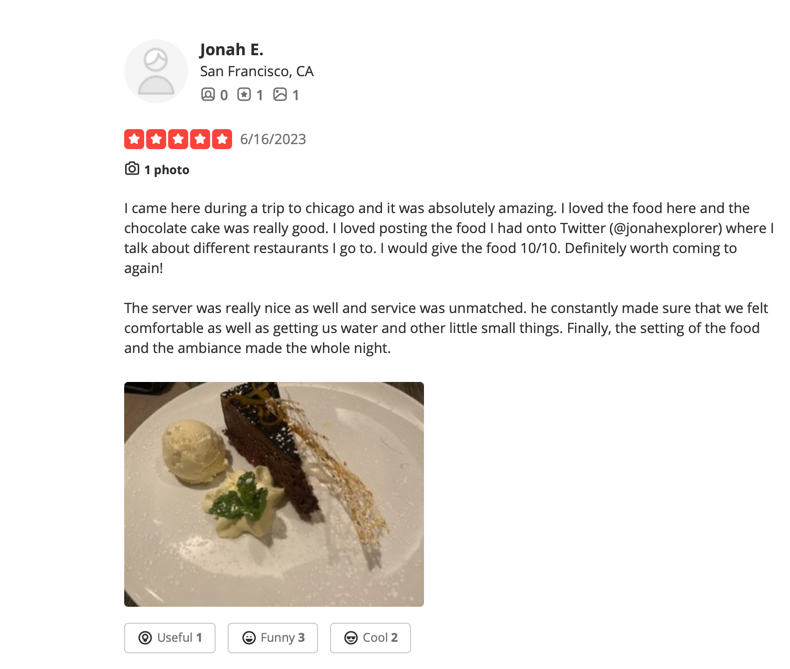 Jonah E.
San Francisco, CA
0 1 1
6/16/2023
1 photo
I came here during a trip to chicago and it was absolutely amazing. I loved the food here and the
chocolate cake was really good. I loved posting the food I had onto Twitter (@jonahexplorer) where I
talk about different restaurants I go to. I would give the food 10/10. Definitely worth coming to
again!
The server was really nice as well and service was unmatched. he constantly made sure that we felt
comfortable as well as getting us water and other little small things. Finally, the setting of the food
and the ambiance made the whole night.
Useful 1 Funny 3 Cool 2